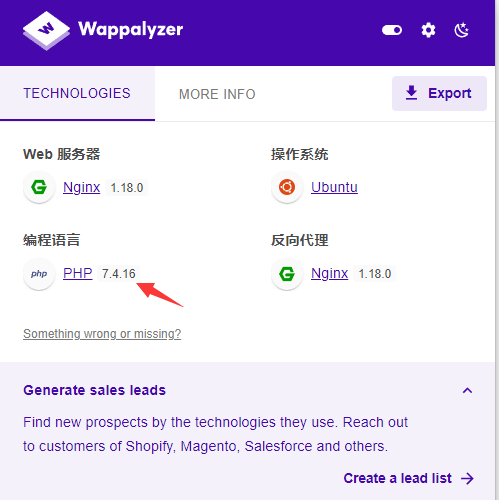 Wappalyzer
TECHNOLOGIES
MORE INFO
Export
Web 服务器
操作系统
Nginx 1.18.0
Ubuntu
编程语言
反向代理
php PHP 7.4.16
Nginx 1.18.0
Something wrong or missing?
Generate sales leads
Find new prospects by the technologies they use. Reach out
to customers of Shopify, Magento, Salesforce and others.
Create a lead list